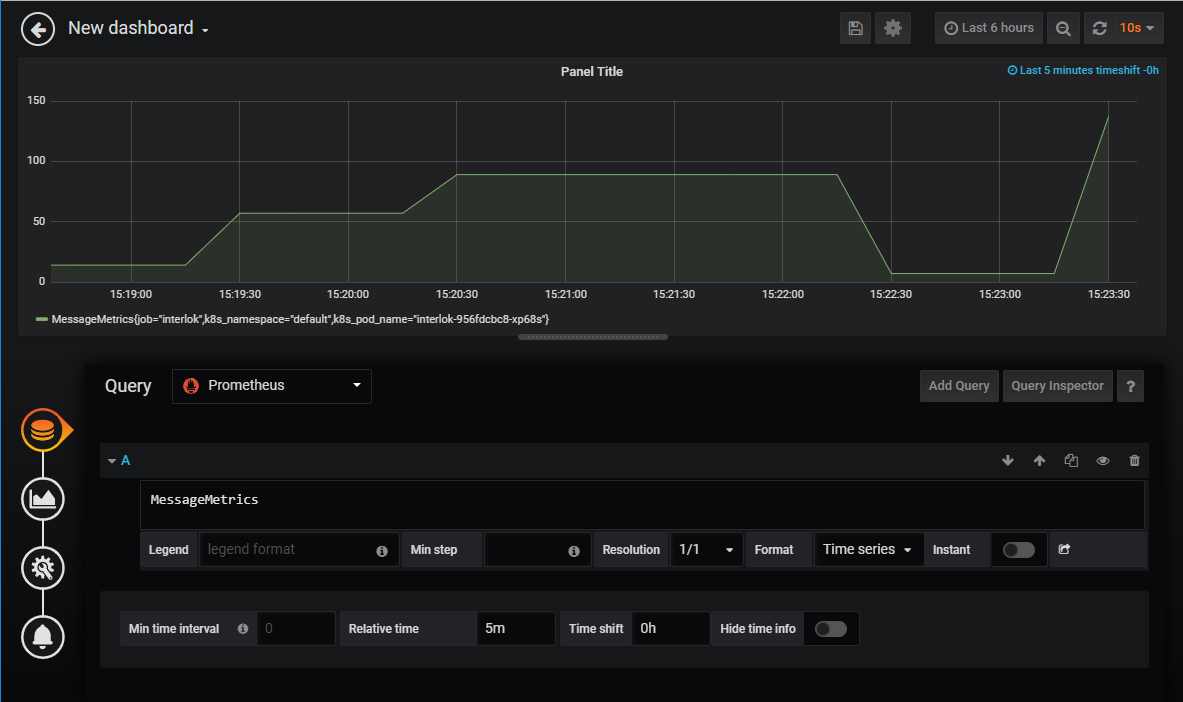 New dashboard
Last 6 hours
10s
Panel Title
Last 5 minutes timeshift -0h
150
100
50
0
15:19:00 15:19:30 15:20:00 15:20:30 15:21:00 15:21:30 15:22:00 15:22:30 15:23:00 15:23:30
MessageMetrics{job="interlok",k8s_namespace="default",k8s_pod_name="interlok-956fdcbc8-xp68s"}
Query Prometheus Add Query Query Inspector ?
A
MessageMetrics
Legend legend format Min step Resolution 1/1 Format Time series Instant
Min time interval 0 Relative time 5m Time shift 0h Hide time info